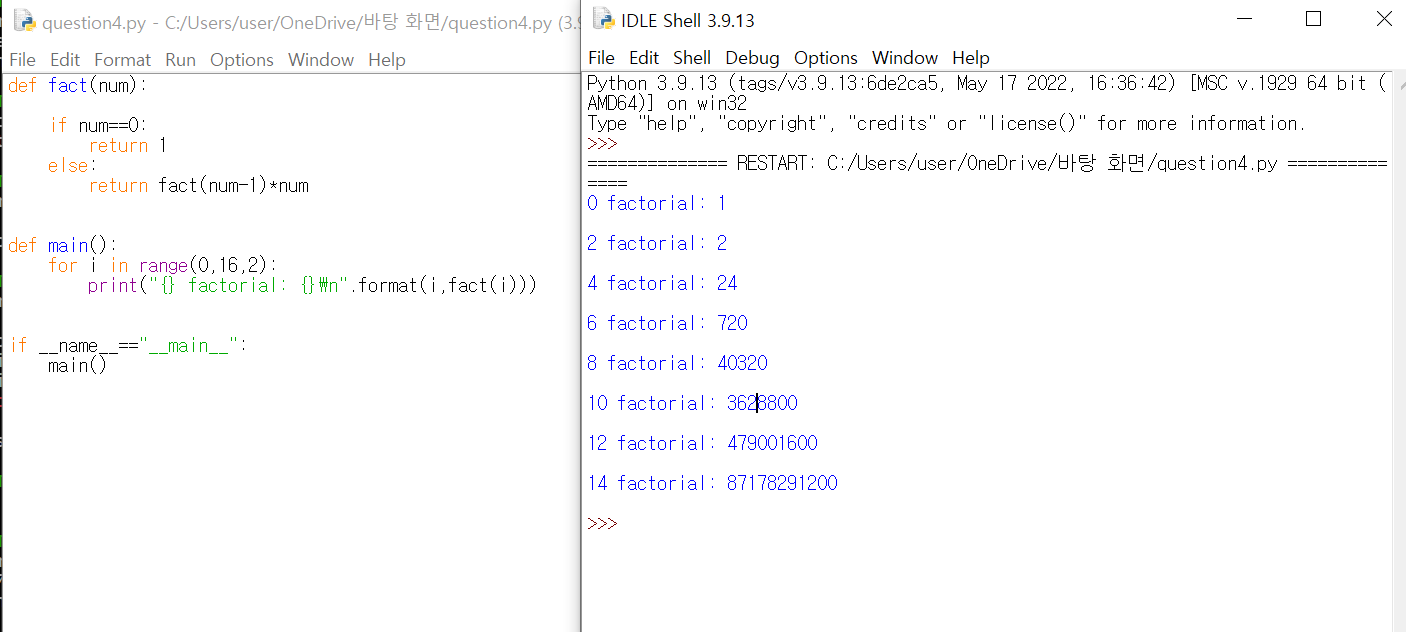 question4.py - C:/Users/user/OneDrive/바탕 화면/question4.py (3.9
File Edit Format Run Options Window Help
def fact(num):
    if num==0:
        return 1
    else:
        return fact(num-1)*num
def main():
    for i in range(0,16,2):
        print("{} factorial: {}₩n".format(i,fact(i)))
if __name__=="__main__":
    main()
IDLE Shell 3.9.13
File Edit Shell Debug Options Window Help
Python 3.9.13 (tags/v3.9.13:6de2ca5, May 17 2022, 16:36:42) [MSC v.1929 64 bit (
AMD64)] on win32
Type "help", "copyright", "credits" or "license()" for more information.
>>>
============== RESTART: C:/Users/user/OneDrive/바탕 화면/question4.py ==========
====
0 factorial: 1
2 factorial: 2
4 factorial: 24
6 factorial: 720
8 factorial: 40320
10 factorial: 3628800
12 factorial: 479001600
14 factorial: 87178291200
>>>